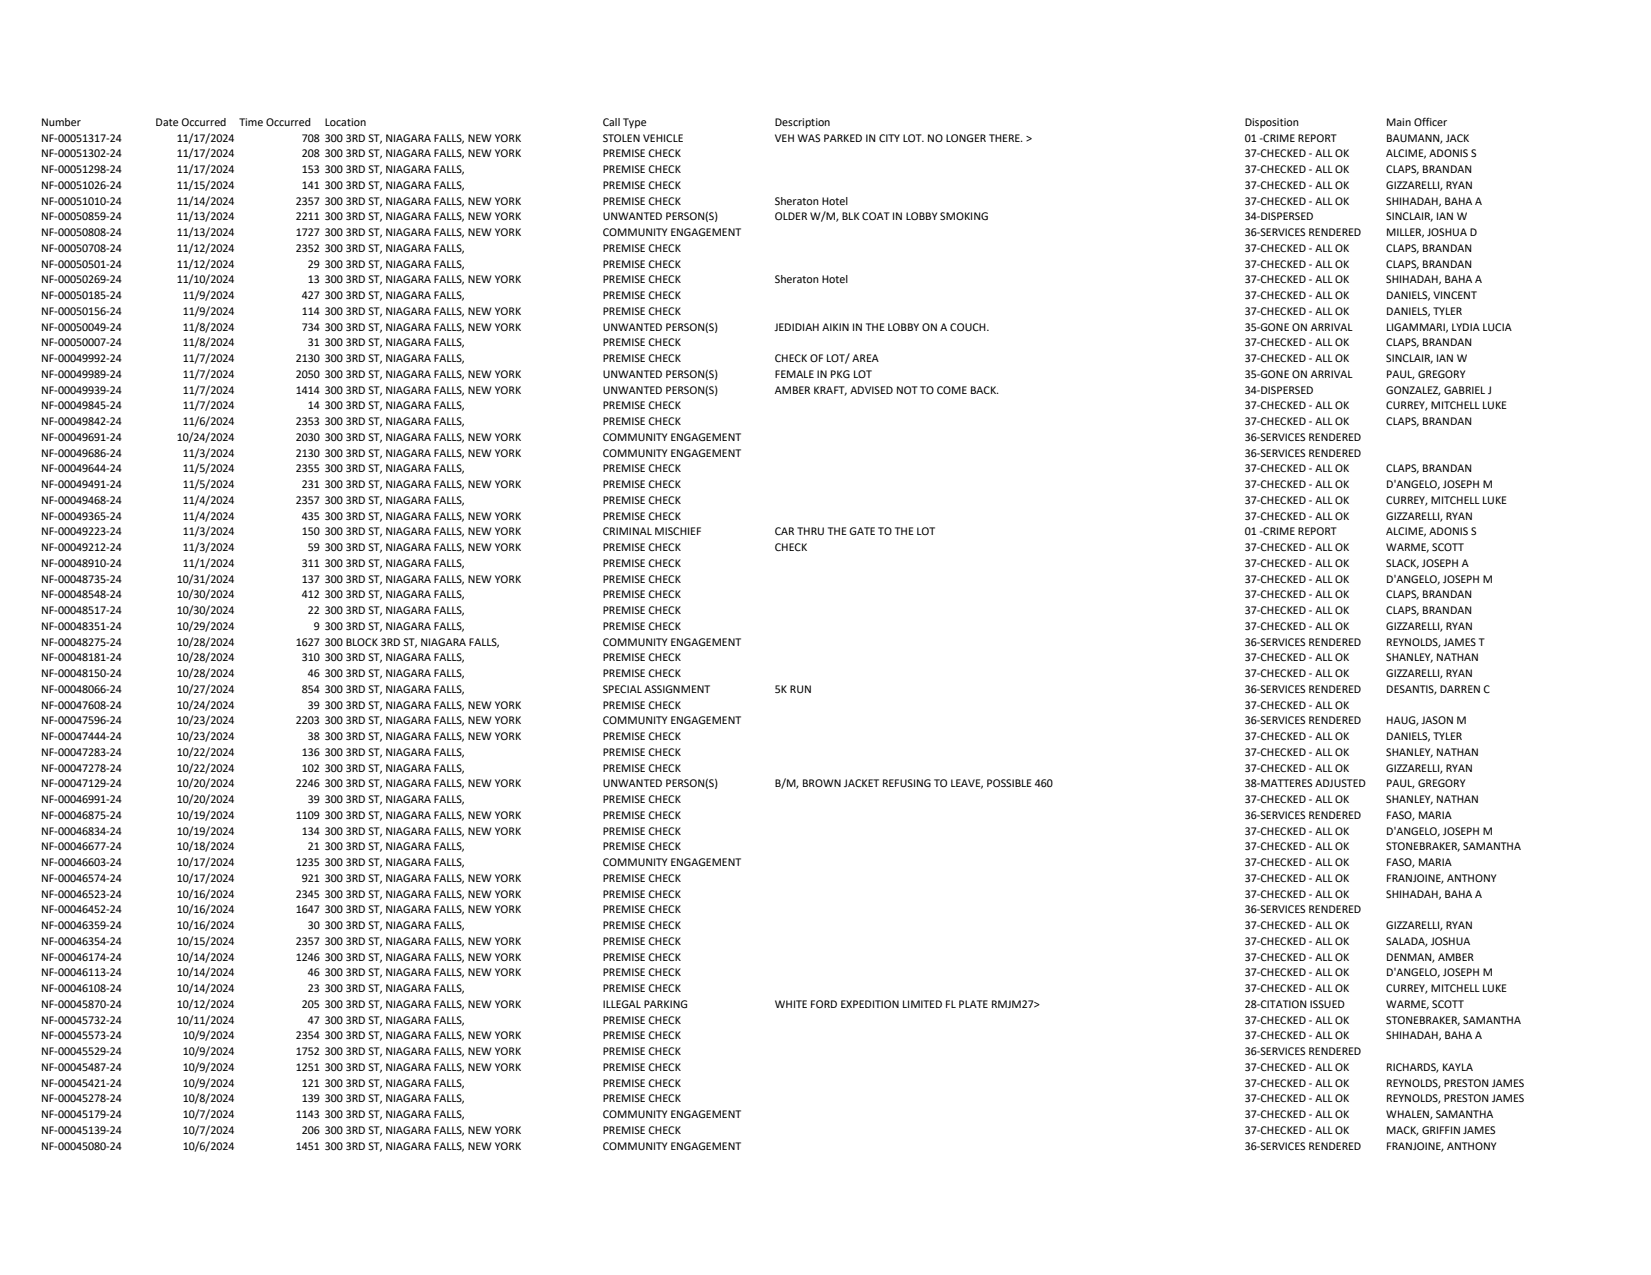 Number Date Occurred Time Occurred Location Call Type Description Disposition Main Officer
NF-00051317-24 11/17/2024 708 300 3RD ST, NIAGARA FALLS, NEW YORK STOLEN VEHICLE VEH WAS PARKED IN CITY LOT. NO LONGER THERE. > 01 -CRIME REPORT BAUMANN, JACK
NF-00051302-24 11/17/2024 208 300 3RD ST, NIAGARA FALLS, NEW YORK PREMISE CHECK 37-CHECKED - ALL OK ALCIME, ADONIS S
NF-00051298-24 11/17/2024 153 300 3RD ST, NIAGARA FALLS, PREMISE CHECK 37-CHECKED - ALL OK CLAPS, BRANDAN
NF-00051026-24 11/15/2024 141 300 3RD ST, NIAGARA FALLS, PREMISE CHECK 37-CHECKED - ALL OK GIZZARELLI, RYAN
NF-00051010-24 11/14/2024 2357 300 3RD ST, NIAGARA FALLS, NEW YORK PREMISE CHECK Sheraton Hotel 37-CHECKED - ALL OK SHIHADAH, BAHA A
NF-00050859-24 11/13/2024 2211 300 3RD ST, NIAGARA FALLS, NEW YORK UNWANTED PERSON(S) OLDER W/M, BLK COAT IN LOBBY SMOKING 34-DISPERSED SINCLAIR, IAN W
NF-00050808-24 11/13/2024 1727 300 3RD ST, NIAGARA FALLS, NEW YORK COMMUNITY ENGAGEMENT 36-SERVICES RENDERED MILLER, JOSHUA D
NF-00050708-24 11/12/2024 2352 300 3RD ST, NIAGARA FALLS, PREMISE CHECK 37-CHECKED - ALL OK CLAPS, BRANDAN
NF-00050501-24 11/12/2024 29 300 3RD ST, NIAGARA FALLS, PREMISE CHECK 37-CHECKED - ALL OK CLAPS, BRANDAN
NF-00050269-24 11/10/2024 13 300 3RD ST, NIAGARA FALLS, NEW YORK PREMISE CHECK Sheraton Hotel 37-CHECKED - ALL OK SHIHADAH, BAHA A
NF-00050185-24 11/9/2024 427 300 3RD ST, NIAGARA FALLS, PREMISE CHECK 37-CHECKED - ALL OK DANIELS, VINCENT
NF-00050156-24 11/9/2024 114 300 3RD ST, NIAGARA FALLS, NEW YORK PREMISE CHECK 37-CHECKED - ALL OK DANIELS, TYLER
NF-00050049-24 11/8/2024 734 300 3RD ST, NIAGARA FALLS, NEW YORK UNWANTED PERSON(S) JEDIDIAH AIKIN IN THE LOBBY ON A COUCH. 35-GONE ON ARRIVAL LIGAMMARI, LYDIA LUCIA
NF-00050007-24 11/8/2024 31 300 3RD ST, NIAGARA FALLS, PREMISE CHECK 37-CHECKED - ALL OK CLAPS, BRANDAN
NF-00049992-24 11/7/2024 2130 300 3RD ST, NIAGARA FALLS, NEW YORK PREMISE CHECK CHECK OF LOT/ AREA 37-CHECKED - ALL OK SINCLAIR, IAN W
NF-00049989-24 11/7/2024 2050 300 3RD ST, NIAGARA FALLS, NEW YORK UNWANTED PERSON(S) FEMALE IN PKG LOT 35-GONE ON ARRIVAL PAUL, GREGORY
NF-00049939-24 11/7/2024 1414 300 3RD ST, NIAGARA FALLS, NEW YORK UNWANTED PERSON(S) AMBER KRAFT, ADVISED NOT TO COME BACK. 34-DISPERSED GONZALEZ, GABRIEL J
NF-00049845-24 11/7/2024 14 300 3RD ST, NIAGARA FALLS, PREMISE CHECK 37-CHECKED - ALL OK CURREY, MITCHELL LUKE
NF-00049842-24 11/6/2024 2353 300 3RD ST, NIAGARA FALLS, PREMISE CHECK 37-CHECKED - ALL OK CLAPS, BRANDAN
NF-00049691-24 10/24/2024 2030 300 3RD ST, NIAGARA FALLS, NEW YORK COMMUNITY ENGAGEMENT 36-SERVICES RENDERED
NF-00049686-24 11/3/2024 2130 300 3RD ST, NIAGARA FALLS, NEW YORK COMMUNITY ENGAGEMENT 36-SERVICES RENDERED
NF-00049644-24 11/5/2024 2355 300 3RD ST, NIAGARA FALLS, PREMISE CHECK 37-CHECKED - ALL OK CLAPS, BRANDAN
NF-00049491-24 11/5/2024 231 300 3RD ST, NIAGARA FALLS, NEW YORK PREMISE CHECK 37-CHECKED - ALL OK D'ANGELO, JOSEPH M
NF-00049468-24 11/4/2024 2357 300 3RD ST, NIAGARA FALLS, PREMISE CHECK 37-CHECKED - ALL OK CURREY, MITCHELL LUKE
NF-00049365-24 11/4/2024 435 300 3RD ST, NIAGARA FALLS, NEW YORK PREMISE CHECK 37-CHECKED - ALL OK GIZZARELLI, RYAN
NF-00049223-24 11/3/2024 150 300 3RD ST, NIAGARA FALLS, NEW YORK CRIMINAL MISCHIEF CAR THRU THE GATE TO THE LOT 01 -CRIME REPORT ALCIME, ADONIS S
NF-00049212-24 11/3/2024 59 300 3RD ST, NIAGARA FALLS, NEW YORK PREMISE CHECK CHECK 37-CHECKED - ALL OK WARME, SCOTT
NF-00048910-24 11/1/2024 311 300 3RD ST, NIAGARA FALLS, PREMISE CHECK 37-CHECKED - ALL OK SLACK, JOSEPH A
NF-00048735-24 10/31/2024 137 300 3RD ST, NIAGARA FALLS, NEW YORK PREMISE CHECK 37-CHECKED - ALL OK D'ANGELO, JOSEPH M
NF-00048548-24 10/30/2024 412 300 3RD ST, NIAGARA FALLS, PREMISE CHECK 37-CHECKED - ALL OK CLAPS, BRANDAN
NF-00048517-24 10/30/2024 22 300 3RD ST, NIAGARA FALLS, PREMISE CHECK 37-CHECKED - ALL OK CLAPS, BRANDAN
NF-00048351-24 10/29/2024 9 300 3RD ST, NIAGARA FALLS, PREMISE CHECK 37-CHECKED - ALL OK GIZZARELLI, RYAN
NF-00048275-24 10/28/2024 1627 300 BLOCK 3RD ST, NIAGARA FALLS, COMMUNITY ENGAGEMENT 36-SERVICES RENDERED REYNOLDS, JAMES T
NF-00048181-24 10/28/2024 310 300 3RD ST, NIAGARA FALLS, PREMISE CHECK 37-CHECKED - ALL OK SHANLEY, NATHAN
NF-00048150-24 10/28/2024 46 300 3RD ST, NIAGARA FALLS, PREMISE CHECK 37-CHECKED - ALL OK GIZZARELLI, RYAN
NF-00048066-24 10/27/2024 854 300 3RD ST, NIAGARA FALLS, SPECIAL ASSIGNMENT 5K RUN 36-SERVICES RENDERED DESANTIS, DARREN C
NF-00047608-24 10/24/2024 39 300 3RD ST, NIAGARA FALLS, NEW YORK PREMISE CHECK 37-CHECKED - ALL OK
NF-00047596-24 10/23/2024 2203 300 3RD ST, NIAGARA FALLS, NEW YORK COMMUNITY ENGAGEMENT 36-SERVICES RENDERED HAUG, JASON M
NF-00047444-24 10/23/2024 38 300 3RD ST, NIAGARA FALLS, NEW YORK PREMISE CHECK 37-CHECKED - ALL OK DANIELS, TYLER
NF-00047283-24 10/22/2024 136 300 3RD ST, NIAGARA FALLS, PREMISE CHECK 37-CHECKED - ALL OK SHANLEY, NATHAN
NF-00047278-24 10/22/2024 102 300 3RD ST, NIAGARA FALLS, PREMISE CHECK 37-CHECKED - ALL OK GIZZARELLI, RYAN
NF-00047129-24 10/20/2024 2246 300 3RD ST, NIAGARA FALLS, NEW YORK UNWANTED PERSON(S) B/M, BROWN JACKET REFUSING TO LEAVE, POSSIBLE 460 38-MATTERES ADJUSTED PAUL, GREGORY
NF-00046991-24 10/20/2024 39 300 3RD ST, NIAGARA FALLS, PREMISE CHECK 37-CHECKED - ALL OK SHANLEY, NATHAN
NF-00046875-24 10/19/2024 1109 300 3RD ST, NIAGARA FALLS, NEW YORK PREMISE CHECK 36-SERVICES RENDERED FASO, MARIA
NF-00046834-24 10/19/2024 134 300 3RD ST, NIAGARA FALLS, NEW YORK PREMISE CHECK 37-CHECKED - ALL OK D'ANGELO, JOSEPH M
NF-00046677-24 10/18/2024 21 300 3RD ST, NIAGARA FALLS, PREMISE CHECK 37-CHECKED - ALL OK STONEBRAKER, SAMANTHA
NF-00046603-24 10/17/2024 1235 300 3RD ST, NIAGARA FALLS, COMMUNITY ENGAGEMENT 37-CHECKED - ALL OK FASO, MARIA
NF-00046574-24 10/17/2024 921 300 3RD ST, NIAGARA FALLS, NEW YORK PREMISE CHECK 37-CHECKED - ALL OK FRANJOINE, ANTHONY
NF-00046523-24 10/16/2024 2345 300 3RD ST, NIAGARA FALLS, NEW YORK PREMISE CHECK 37-CHECKED - ALL OK SHIHADAH, BAHA A
NF-00046452-24 10/16/2024 1647 300 3RD ST, NIAGARA FALLS, NEW YORK PREMISE CHECK 36-SERVICES RENDERED
NF-00046359-24 10/16/2024 30 300 3RD ST, NIAGARA FALLS, PREMISE CHECK 37-CHECKED - ALL OK GIZZARELLI, RYAN
NF-00046354-24 10/15/2024 2357 300 3RD ST, NIAGARA FALLS, NEW YORK PREMISE CHECK 37-CHECKED - ALL OK SALADA, JOSHUA
NF-00046174-24 10/14/2024 1246 300 3RD ST, NIAGARA FALLS, NEW YORK PREMISE CHECK 37-CHECKED - ALL OK DENMAN, AMBER
NF-00046113-24 10/14/2024 46 300 3RD ST, NIAGARA FALLS, NEW YORK PREMISE CHECK 37-CHECKED - ALL OK D'ANGELO, JOSEPH M
NF-00046108-24 10/14/2024 23 300 3RD ST, NIAGARA FALLS, PREMISE CHECK 37-CHECKED - ALL OK CURREY, MITCHELL LUKE
NF-00045870-24 10/12/2024 205 300 3RD ST, NIAGARA FALLS, NEW YORK ILLEGAL PARKING WHITE FORD EXPEDITION LIMITED FL PLATE RMJM27> 28-CITATION ISSUED WARME, SCOTT
NF-00045732-24 10/11/2024 47 300 3RD ST, NIAGARA FALLS, PREMISE CHECK 37-CHECKED - ALL OK STONEBRAKER, SAMANTHA
NF-00045573-24 10/9/2024 2354 300 3RD ST, NIAGARA FALLS, NEW YORK PREMISE CHECK 37-CHECKED - ALL OK SHIHADAH, BAHA A
NF-00045529-24 10/9/2024 1752 300 3RD ST, NIAGARA FALLS, NEW YORK PREMISE CHECK 36-SERVICES RENDERED
NF-00045487-24 10/9/2024 1251 300 3RD ST, NIAGARA FALLS, NEW YORK PREMISE CHECK 37-CHECKED - ALL OK RICHARDS, KAYLA
NF-00045421-24 10/9/2024 121 300 3RD ST, NIAGARA FALLS, PREMISE CHECK 37-CHECKED - ALL OK REYNOLDS, PRESTON JAMES
NF-00045278-24 10/8/2024 139 300 3RD ST, NIAGARA FALLS, PREMISE CHECK 37-CHECKED - ALL OK REYNOLDS, PRESTON JAMES
NF-00045179-24 10/7/2024 1143 300 3RD ST, NIAGARA FALLS, COMMUNITY ENGAGEMENT 37-CHECKED - ALL OK WHALEN, SAMANTHA
NF-00045139-24 10/7/2024 206 300 3RD ST, NIAGARA FALLS, NEW YORK PREMISE CHECK 37-CHECKED - ALL OK MACK, GRIFFIN JAMES
NF-00045080-24 10/6/2024 1451 300 3RD ST, NIAGARA FALLS, NEW YORK COMMUNITY ENGAGEMENT 36-SERVICES RENDERED FRANJOINE, ANTHONY